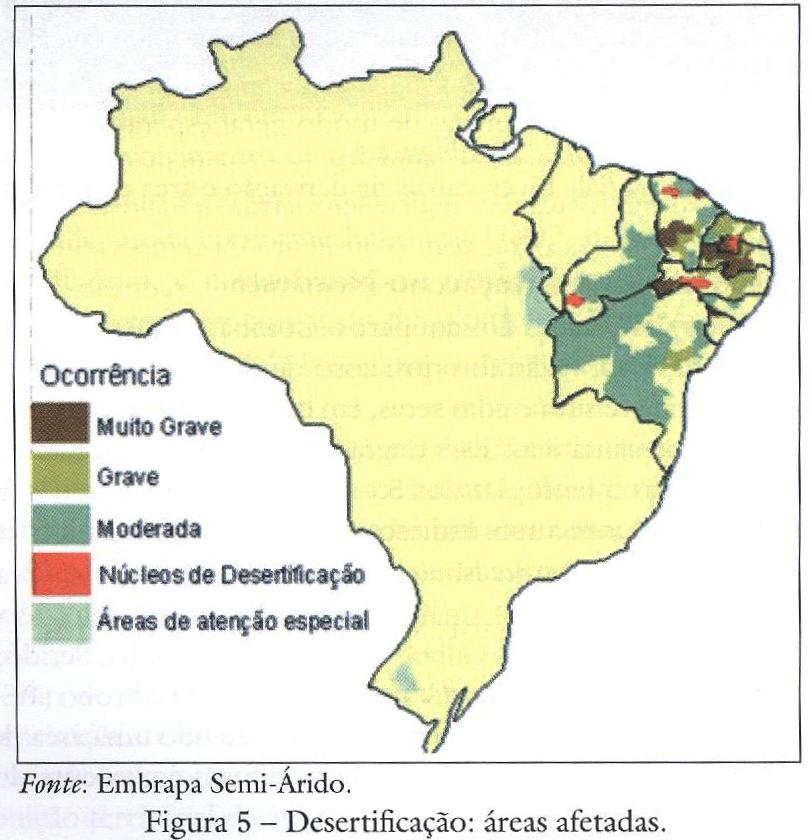 Ocorrência
Muito Grave
Grave
Moderada
Núcleos de Desertificação
Áreas de atenção especial
Fonte: Embrapa Semi-Árido.
Figura 5 – Desertificação: áreas afetadas.